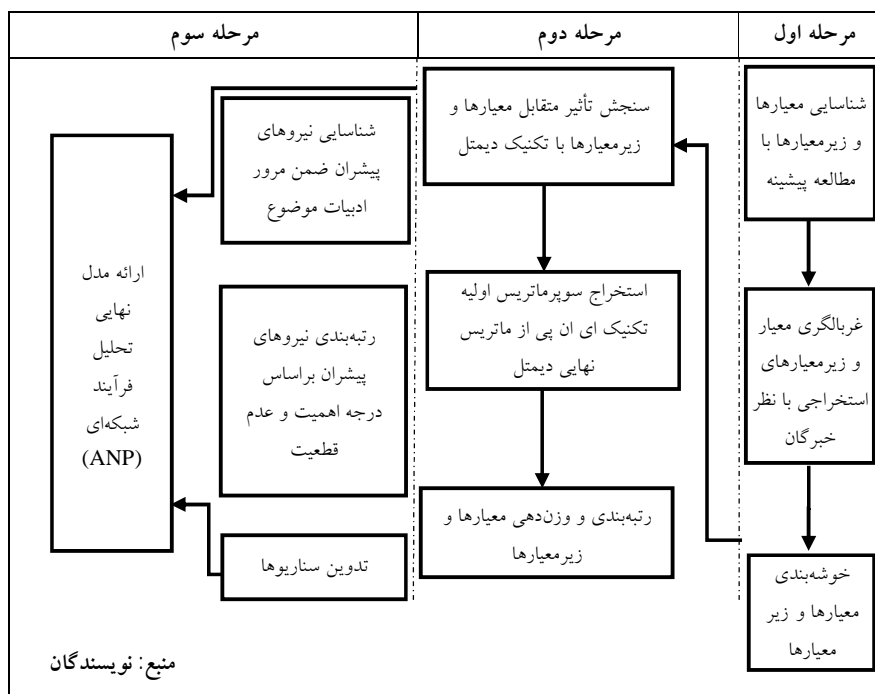 مرحله اول
مرحله دوم
مرحله سوم
شناسایی معیارها
و زیرمعیارها با
مطالعه پیشینه
غربالگری معیار
و زیرمعیارهای
استخراجی با نظر
خبرگان
خوشه‌بندی
معیارها و زیر
معیارها
سنجش تأثیر متقابل معیارها و
زیرمعیارها با تکنیک دیمتل
استخراج سوپرماتریس اولیه
تکنیک ای ان پی از ماتریس
نهایی دیمتل
رتبه‌بندی و وزن‌دهی معیارها و
زیرمعیارها
شناسایی نیروهای
پیشران ضمن مرور
ادبیات موضوع
رتبه‌بندی نیروهای
پیشران براساس
درجه اهمیت و عدم
قطعیت
تدوین سناریوها
ارائه مدل
نهایی
تحلیل
فرآیند
شبکه‌ای
(ANP)
منبع: نویسندگان